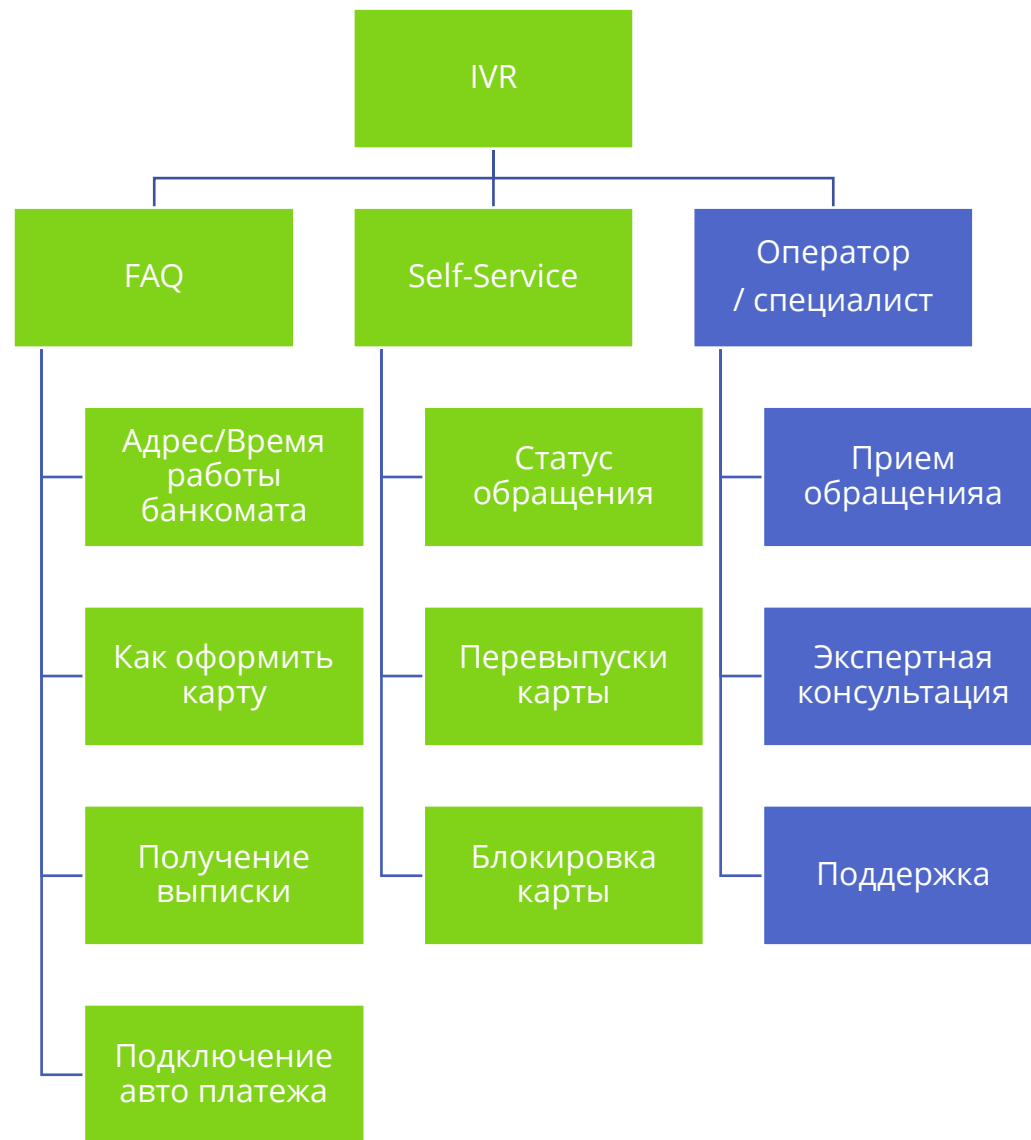 IVR
FAQ
Self-Service
Оператор
/ специалист
Адрес/Время
работы
банкомата
Статус
обращения
Прием
обращенияа
Как оформить
карту
Перевыпуски
карты
Экспертная
консультация
Получение
выписки
Блокировка
карты
Поддержка
Подключение
авто платежа